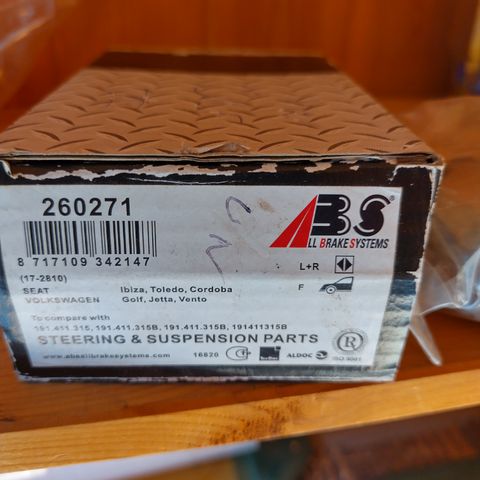 260271
8 717109 342147
(17-2810)
SEAT Ibiza, Toledo, Cordoba
VOLKSWAGEN Golf, Jetta, Vento
To compare with
191.411.315, 191.411.315B, 191.411.315B, 191411315B
STEERING & SUSPENSION PARTS
www.absallbrakesystems.com 16820 ALDOC ISO 9001
ABS
ALL BRAKE SYSTEMS
L+R
F
R